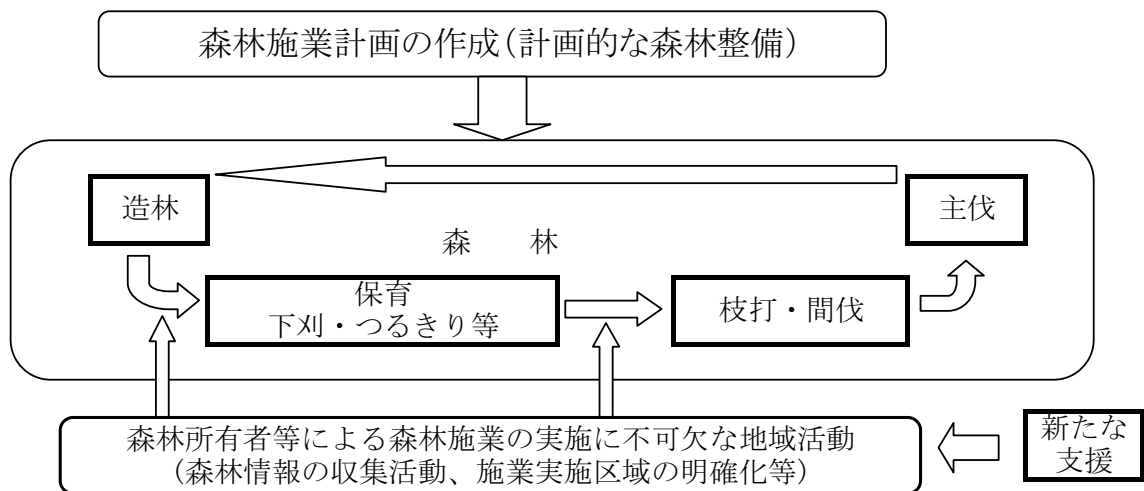 森林施業計画の作成(計画的な森林整備)
造林
主伐
森 林
保育
下刈・つるきり等
枝打・間伐
森林所有者等による森林施業の実施に不可欠な地域活動
(森林情報の収集活動、施業実施区域の明確化等)
新たな
支援